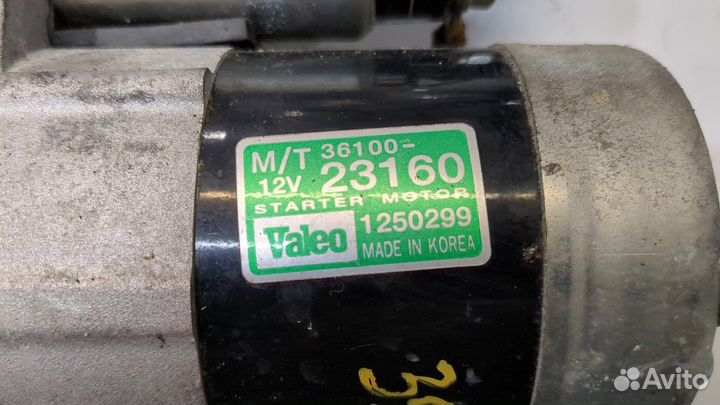 M/T 36100-
12V 23160
STARTER MOTOR
Valeo 1250299
MADE IN KOREA
Avito